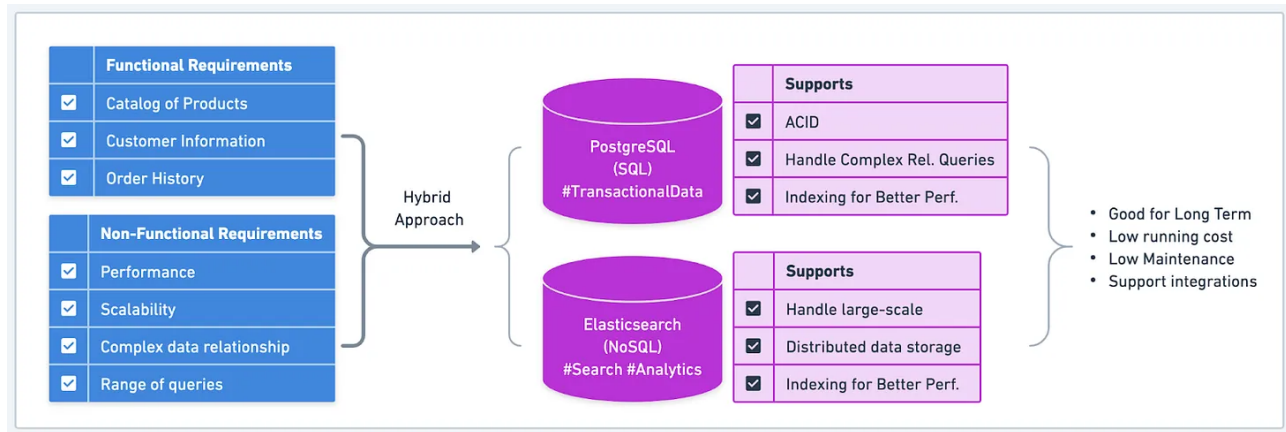 Functional Requirements
Catalog of Products
Customer Information
Order History
Non-Functional Requirements
Performance
Scalability
Complex data relationship
Range of queries
Hybrid
Approach
PostgreSQL
(SQL)
#TransactionalData
Supports
ACID
Handle Complex Rel. Queries
Indexing for Better Perf.
Elasticsearch
(NoSQL)
#Search #Analytics
Supports
Handle large-scale
Distributed data storage
Indexing for Better Perf.
• Good for Long Term
• Low running cost
• Low Maintenance
• Support integrations